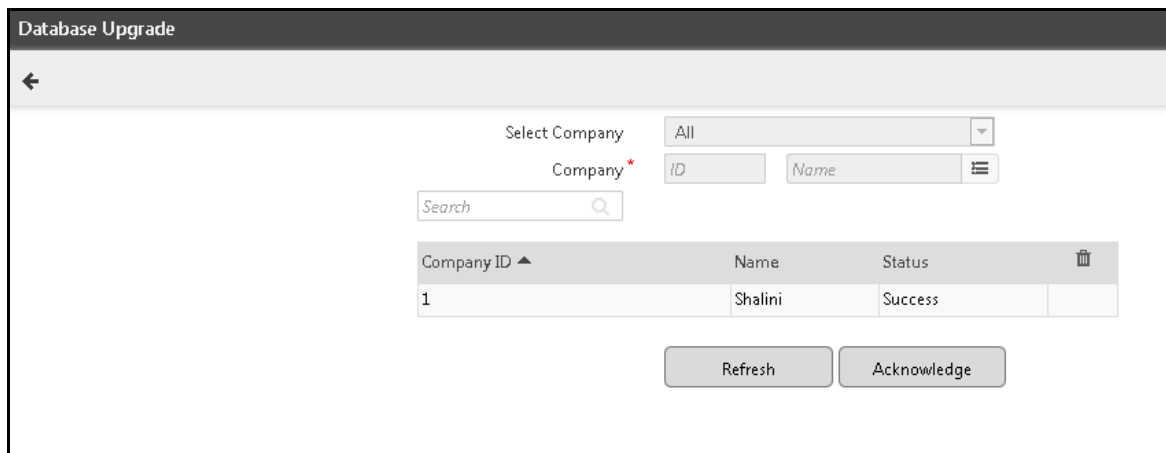 Database Upgrade
Select Company All
Company * ID Name
Search
Company ID Name Status
1 Shalini Success
Refresh Acknowledge